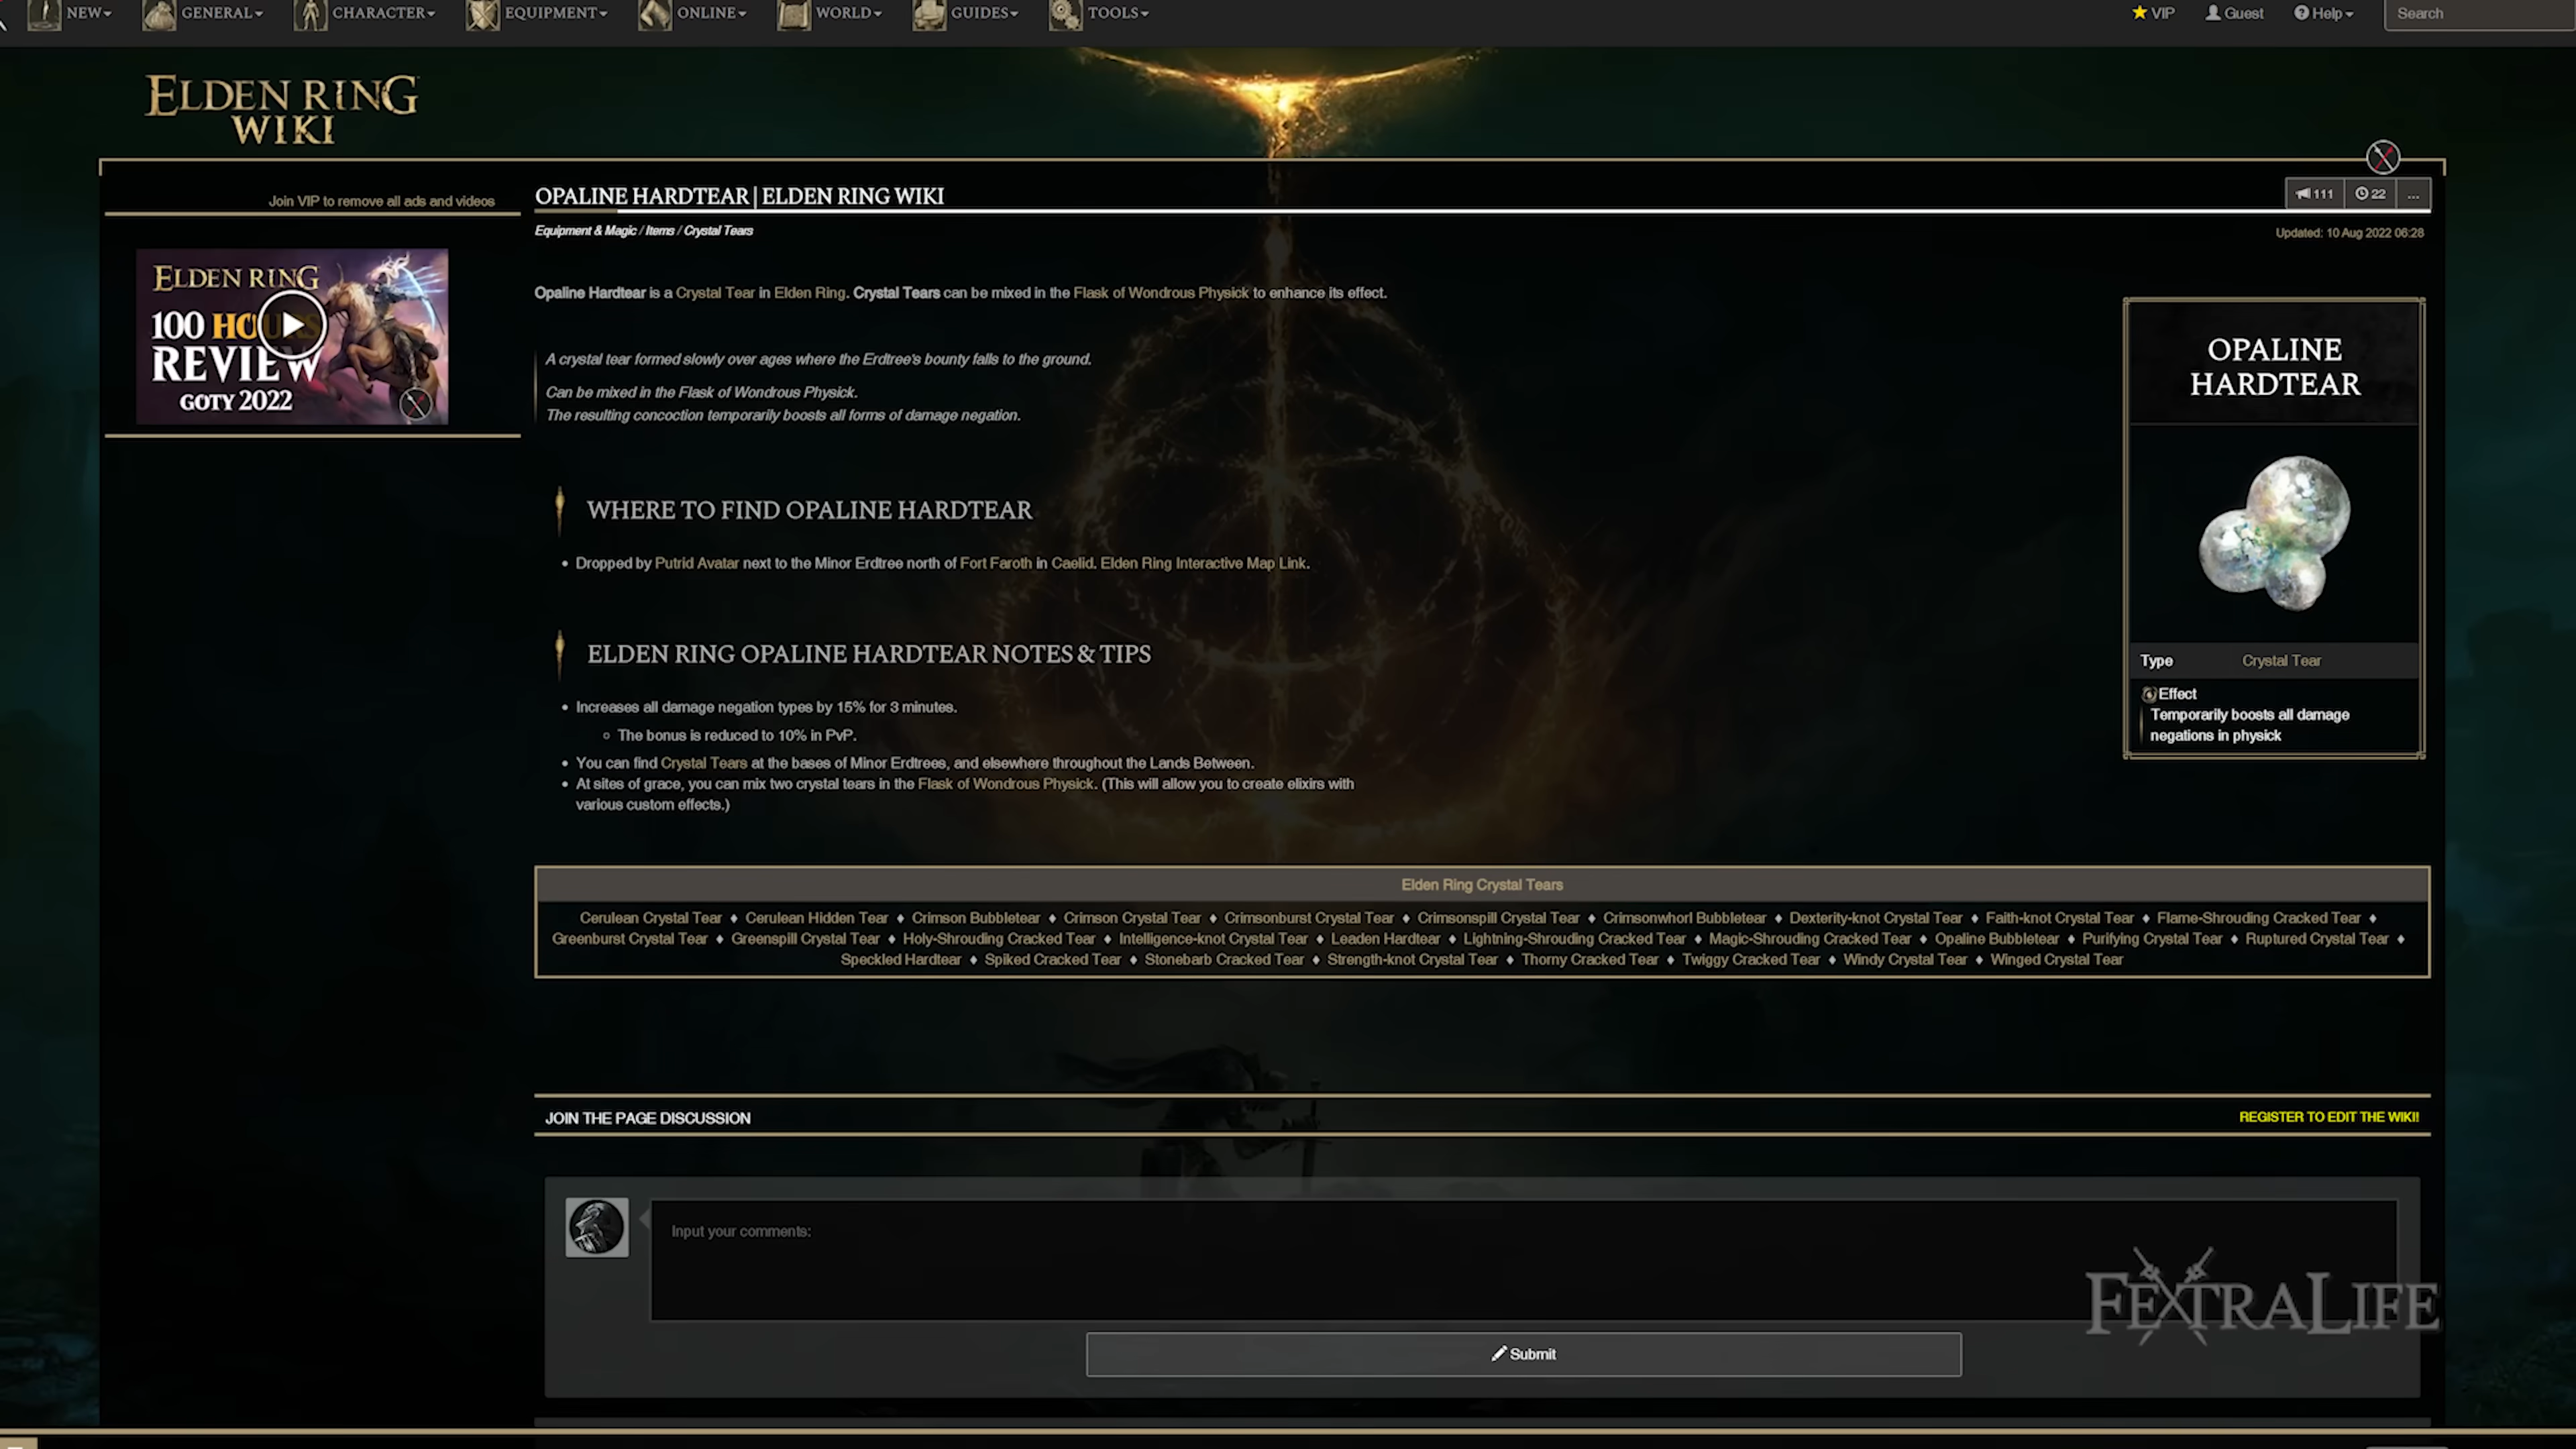 NEW
GENERAL
CHARACTER
EQUIPMENT
ONLINE
WORLD
GUIDES
TOOLS
VIP
Guest
Help
Search
ELDEN RING
WIKI
Join VIP to remove all ads and videos
ELDEN RING
100 HOURS
REVIEW
GOTY 2022
OPALINE HARDTEAR | ELDEN RING WIKI
111
22
...
Equipment & Magic / Items / Crystal Tears
Updated: 10 Aug 2022 06:28
Opaline Hardtear is a Crystal Tear in Elden Ring. Crystal Tears can be mixed in the Flask of Wondrous Physick to enhance its effect.
A crystal tear formed slowly over ages where the Erdtree's bounty falls to the ground.
Can be mixed in the Flask of Wondrous Physick.
The resulting concoction temporarily boosts all forms of damage negation.
WHERE TO FIND OPALINE HARDTEAR
• Dropped by Putrid Avatar next to the Minor Erdtree north of Fort Faroth in Caelid. Elden Ring Interactive Map Link.
ELDEN RING OPALINE HARDTEAR NOTES & TIPS
• Increases all damage negation types by 15% for 3 minutes.
◦ The bonus is reduced to 10% in PvP.
• You can find Crystal Tears at the bases of Minor Erdtrees, and elsewhere throughout the Lands Between.
• At sites of grace, you can mix two crystal tears in the Flask of Wondrous Physick. (This will allow you to create elixirs with
various custom effects.)
OPALINE
HARDTEAR
Type Crystal Tear
Effect
Temporarily boosts all damage
negations in physick
Elden Ring Crystal Tears
Cerulean Crystal Tear ♦ Cerulean Hidden Tear ♦ Crimson Bubbletear ♦ Crimson Crystal Tear ♦ Crimsonburst Crystal Tear ♦ Crimsonspill Crystal Tear ♦ Crimsonwhorl Bubbletear ♦ Dexterity-knot Crystal Tear ♦ Faith-knot Crystal Tear ♦ Flame-Shrouding Cracked Tear ♦
Greenburst Crystal Tear ♦ Greenspill Crystal Tear ♦ Holy-Shrouding Cracked Tear ♦ Intelligence-knot Crystal Tear ♦ Leaden Hardtear ♦ Lightning-Shrouding Cracked Tear ♦ Magic-Shrouding Cracked Tear ♦ Opaline Bubbletear ♦ Purifying Crystal Tear ♦ Ruptured Crystal Tear ♦
Speckled Hardtear ♦ Spiked Cracked Tear ♦ Stonebarb Cracked Tear ♦ Strength-knot Crystal Tear ♦ Thorny Cracked Tear ♦ Twiggy Cracked Tear ♦ Windy Crystal Tear ♦ Winged Crystal Tear
JOIN THE PAGE DISCUSSION
REGISTER TO EDIT THE WIKI!
Input your comments:
FEXTRALIFE
Submit